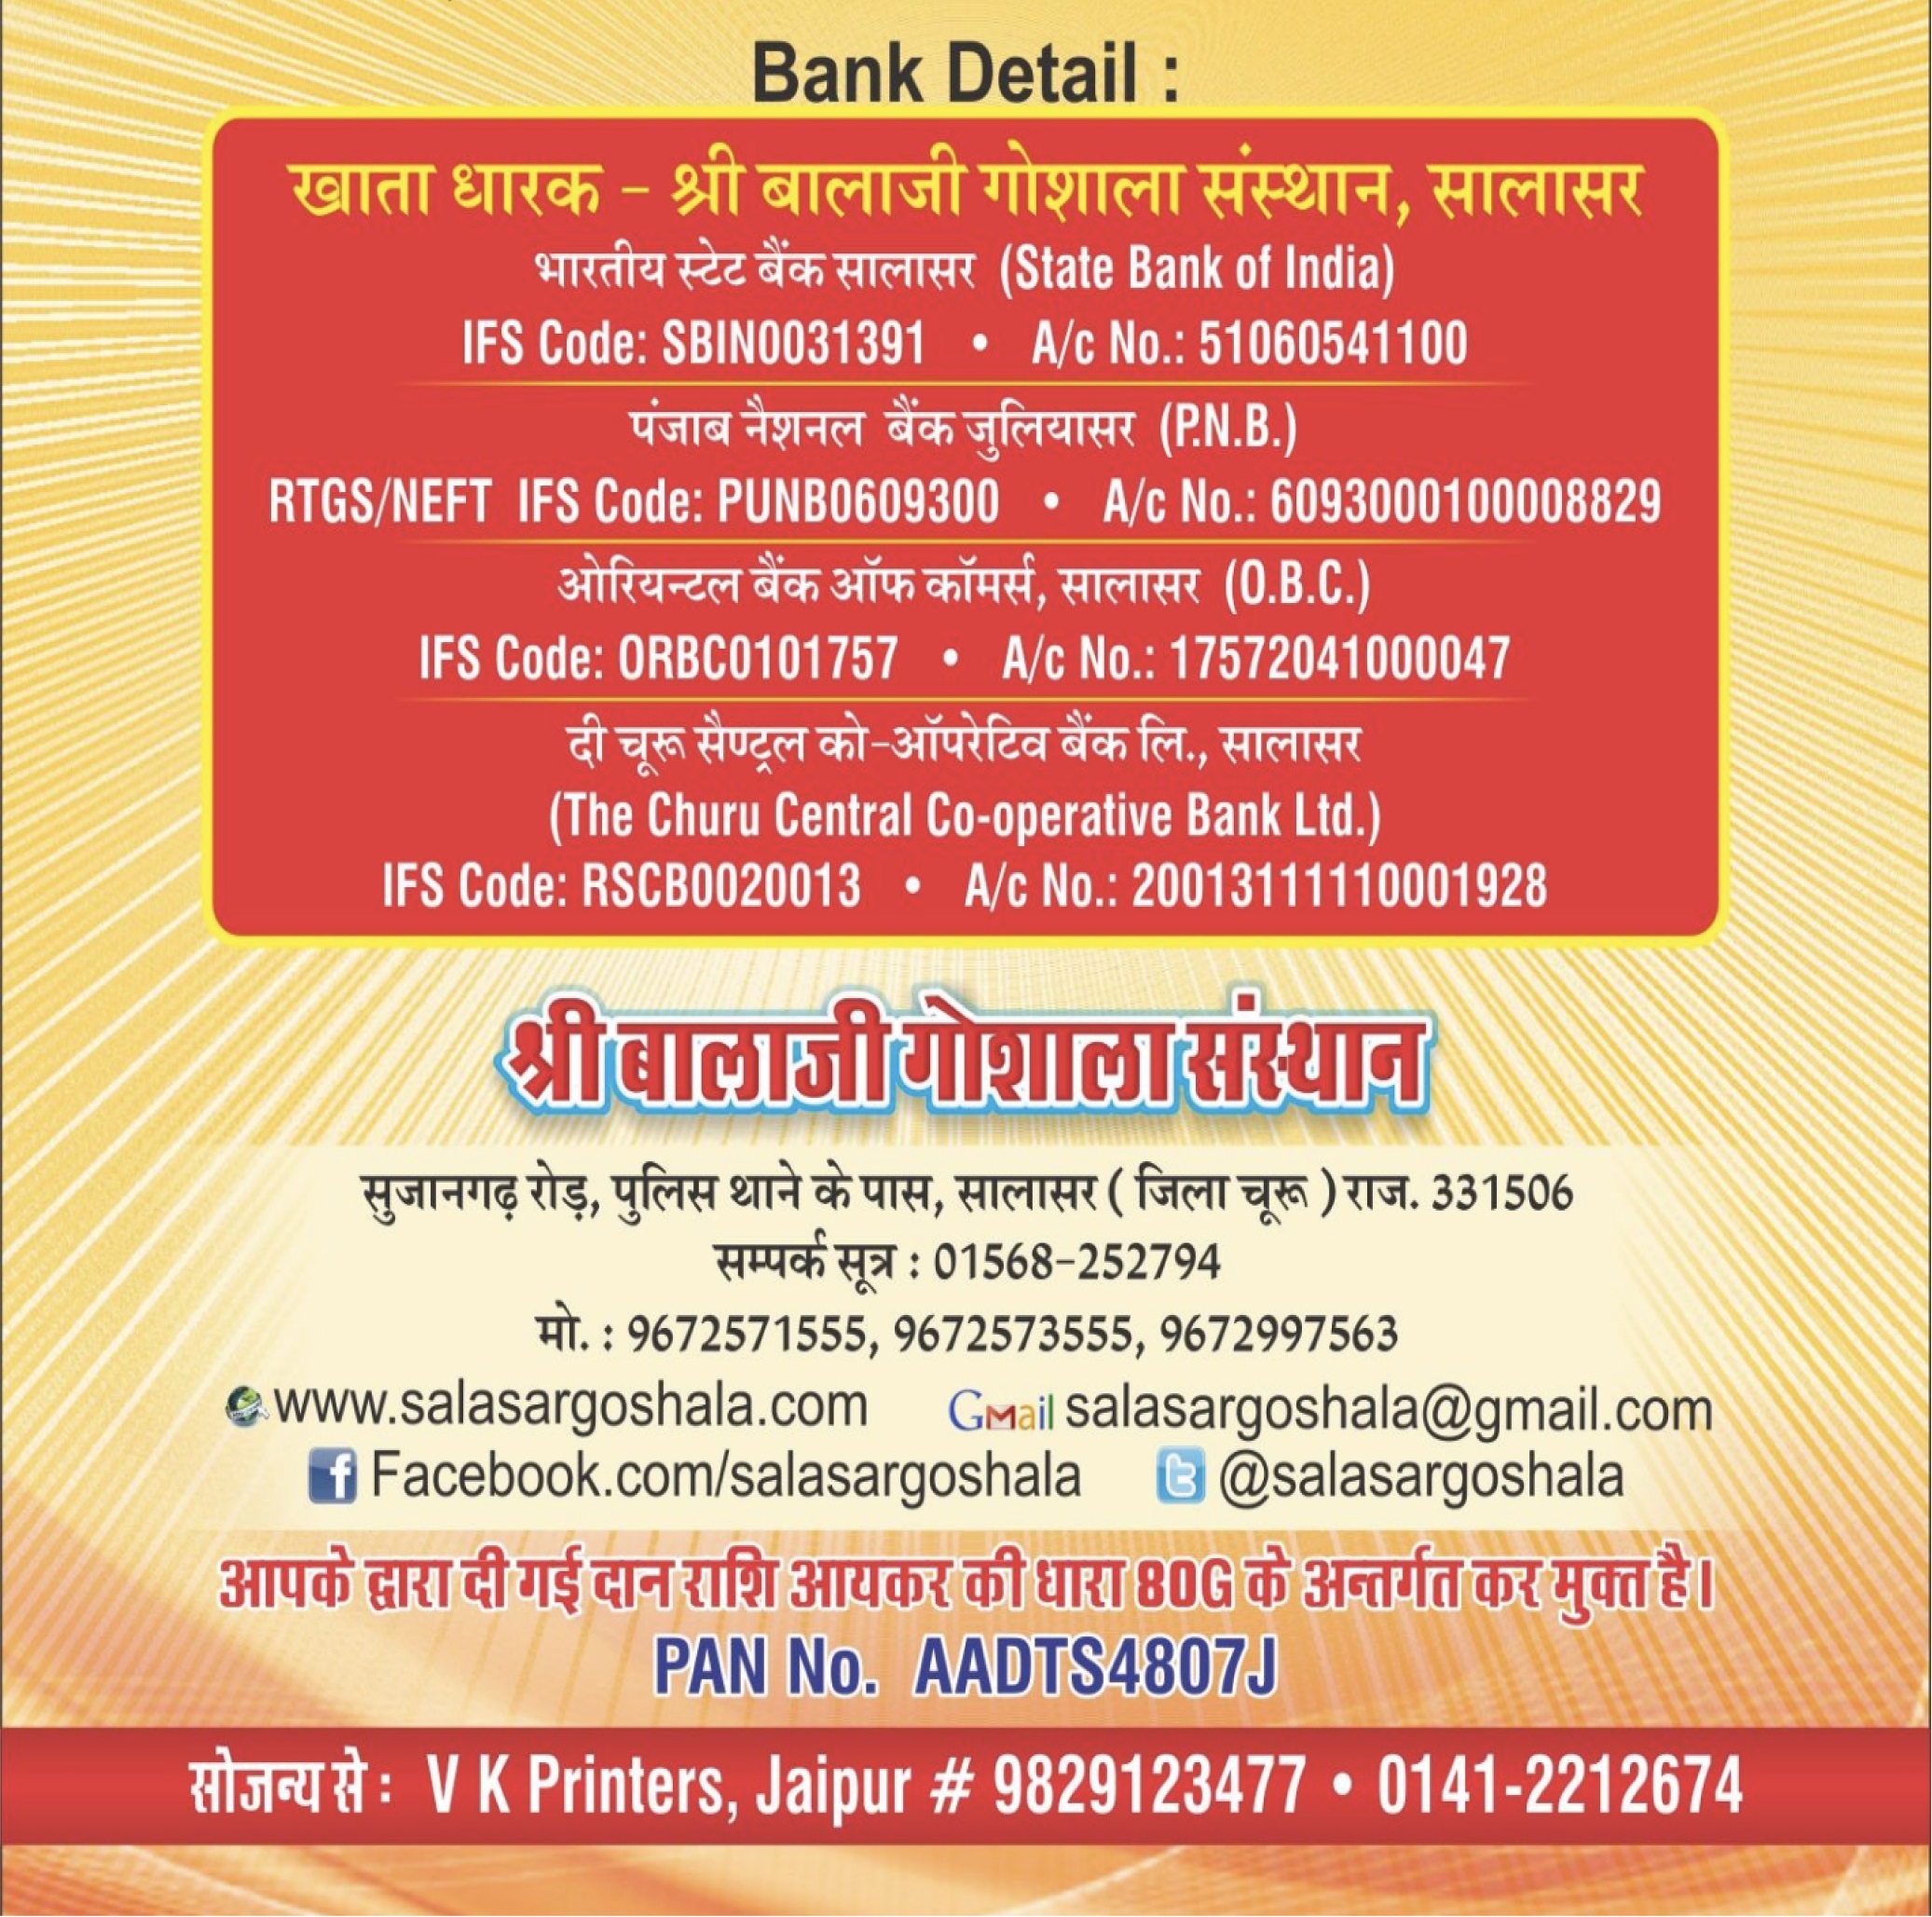 Bank Detail :
खाता धारक - श्री बालाजी गोशाला संस्थान, सालासर
भारतीय स्टेट बैंक सालासर (State Bank of India)
IFS Code: SBIN0031391 • A/c No.: 51060541100
पंजाब नैशनल बैंक जुलियासर (P.N.B.)
RTGS/NEFT IFS Code: PUNB0609300 • A/c No.: 6093000100008829
ओरियन्टल बैंक ऑफ कॉमर्स, सालासर (O.B.C.)
IFS Code: ORBC0101757 • A/c No.: 17572041000047
दी चूरू सैण्ट्रल को-ऑपरेटिव बैंक लि., सालासर
(The Churu Central Co-operative Bank Ltd.)
IFS Code: RSCB0020013 • A/c No.: 20013111110001928
श्री बालाजी गोशाला संस्थान
सुजानगढ़ रोड़, पुलिस थाने के पास, सालासर ( जिला चूरू ) राज. 331506
सम्पर्क सूत्र : 01568-252794
मो. : 9672571555, 9672573555, 9672997563
www.salasargoshala.com GMail salasargoshala@gmail.com
f Facebook.com/salasargoshala t @salasargoshala
आपके द्वारा दी गई दान राशि आयकर की धारा 80G के अन्तर्गत कर मुक्त है।
PAN No. AADTS4807J
सोजन्य से : V K Printers, Jaipur # 9829123477 • 0141-2212674